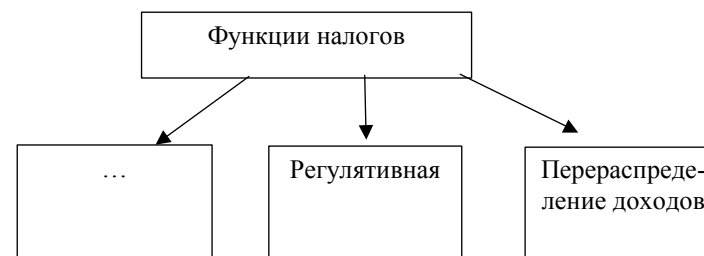 Функции налогов
…
Регулятивная
Перераспреде-
ление доходов